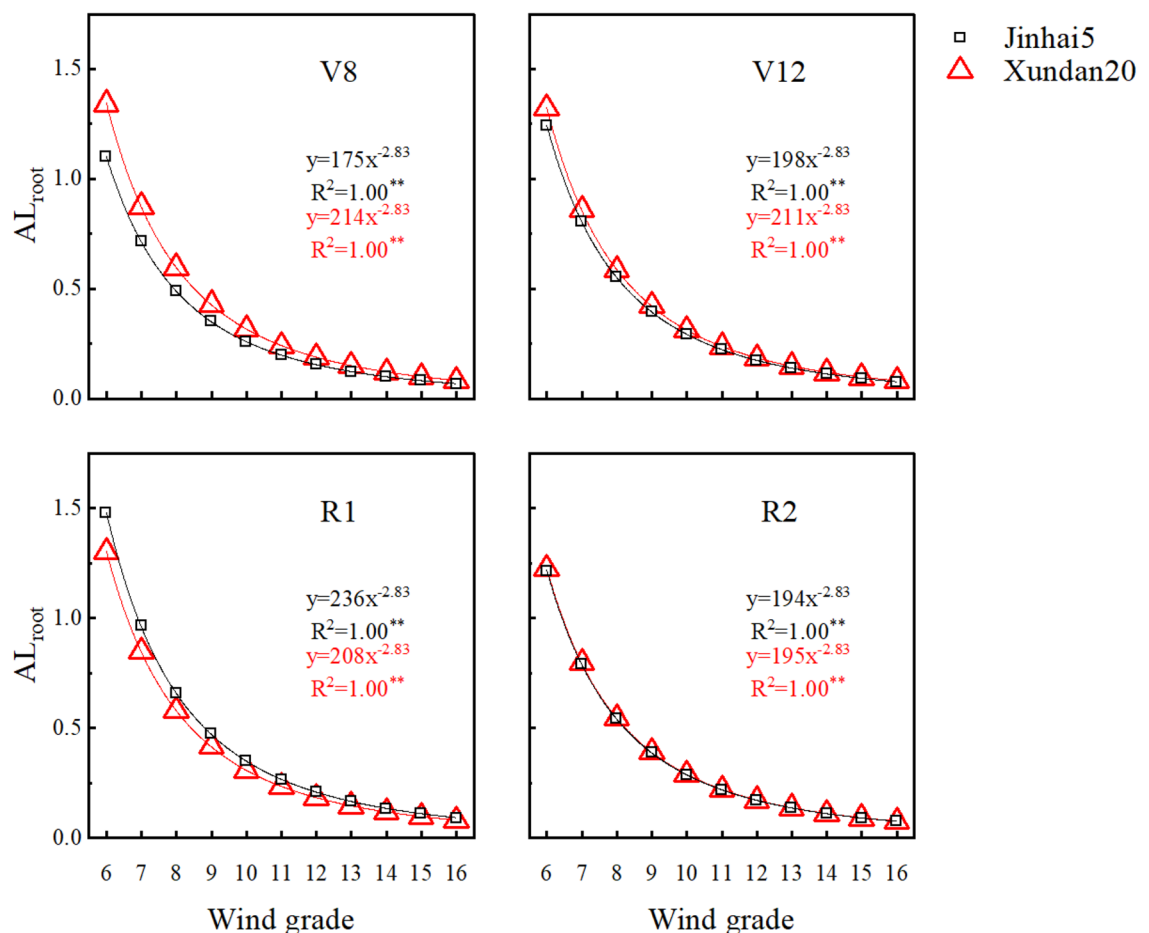 V8
V12
Jinhai5
Xundan20
1.5
1.0
0.5
0.0
AL_root
y=175x^-2.83
R^2=1.00^**
y=214x^-2.83
R^2=1.00^**
y=198x^-2.83
R^2=1.00^**
y=211x^-2.83
R^2=1.00^**
R1
R2
1.5
1.0
0.5
0.0
AL_root
y=236x^-2.83
R^2=1.00^**
y=208x^-2.83
R^2=1.00^**
y=194x^-2.83
R^2=1.00^**
y=195x^-2.83
R^2=1.00^**
6 7 8 9 10 11 12 13 14 15 16
6 7 8 9 10 11 12 13 14 15 16
Wind grade
Wind grade